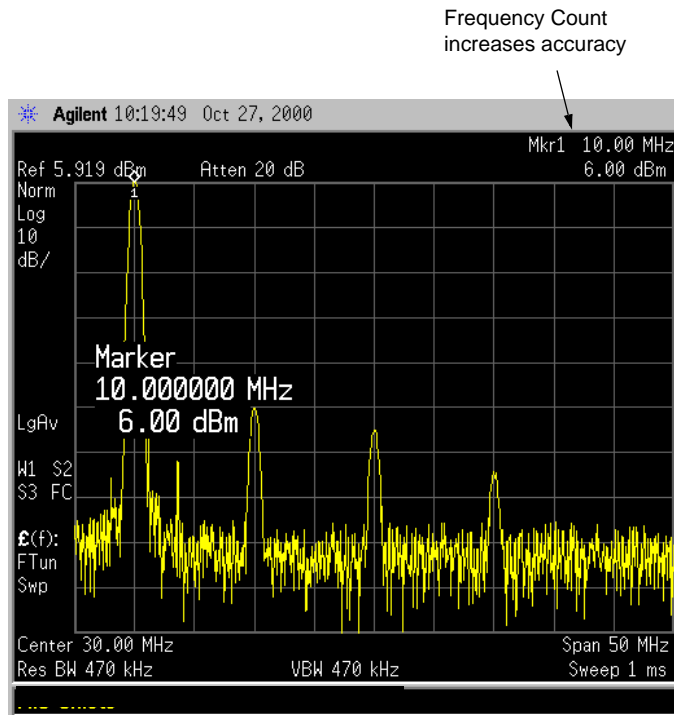 Frequency Count
increases accuracy
Agilent 10:19:49 Oct 27, 2000
Mkr1 10.00 MHz
Ref 5.919 dBm Atten 20 dB 6.00 dBm
Norm
1
Log
10
dB/
Marker
10.000000 MHz
6.00 dBm
LgAv
W1 S2
S3 FC
£(f):
FTun
Swp
Center 30.00 MHz Span 50 MHz
Res BW 470 kHz VBW 470 kHz Sweep 1 ms